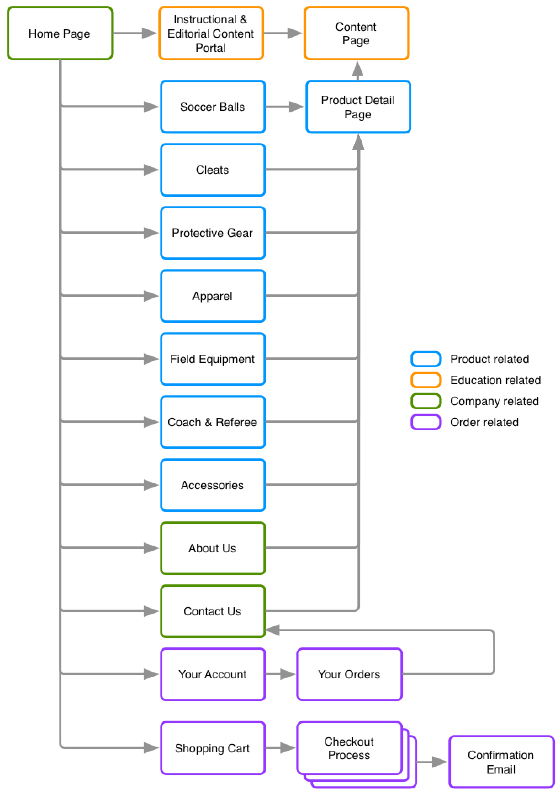 Home Page
Instructional &
Editorial Content
Portal
Content
Page
Soccer Balls
Product Detail
Page
Cleats
Protective Gear
Apparel
Field Equipment
Product related
Education related
Company related
Order related
Coach & Referee
Accessories
About Us
Contact Us
Your Account
Your Orders
Shopping Cart
Checkout
Process
Confirmation
Email